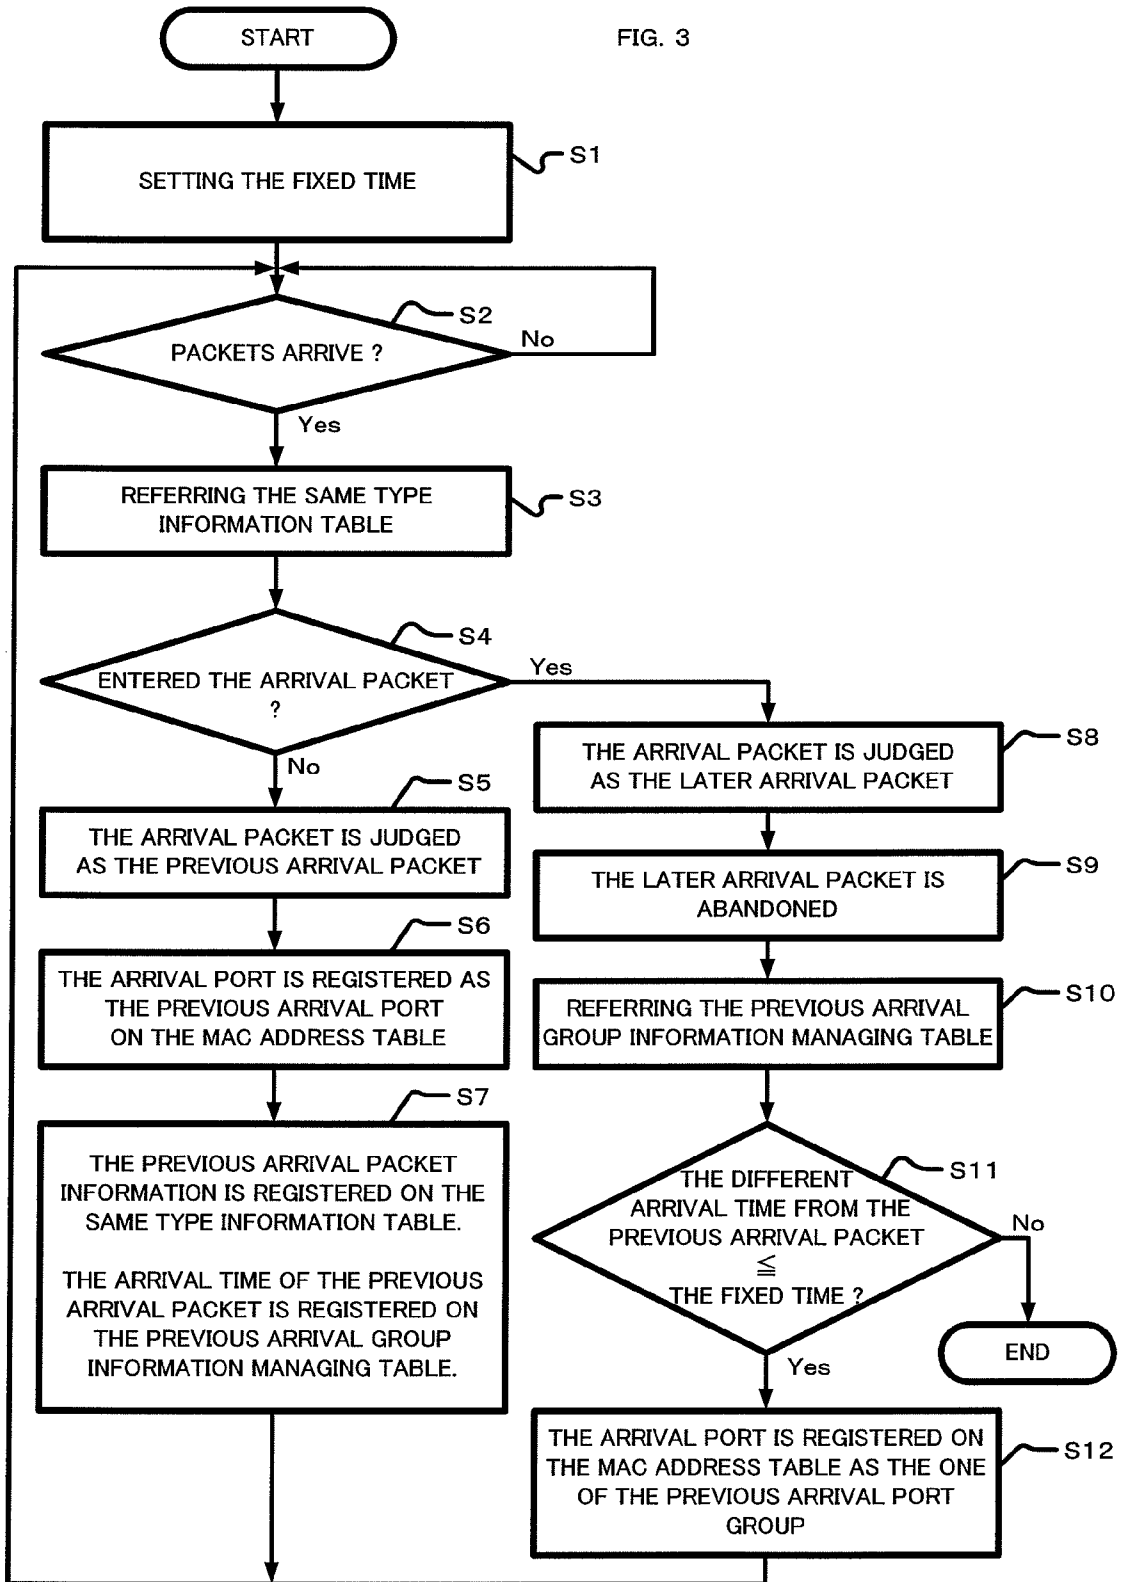 START
FIG. 3
SETTING THE FIXED TIME
S1
S2
PACKETS ARRIVE ?
No
Yes
REFERRING THE SAME TYPE
INFORMATION TABLE
S3
S4
ENTERED THE ARRIVAL PACKET
?
Yes
No
S5
THE ARRIVAL PACKET IS JUDGED
AS THE PREVIOUS ARRIVAL PACKET
S6
THE ARRIVAL PORT IS REGISTERED AS
THE PREVIOUS ARRIVAL PORT
ON THE MAC ADDRESS TABLE
S7
THE PREVIOUS ARRIVAL PACKET
INFORMATION IS REGISTERED ON THE
SAME TYPE INFORMATION TABLE.
THE ARRIVAL TIME OF THE PREVIOUS
ARRIVAL PACKET IS REGISTERED ON
THE PREVIOUS ARRIVAL GROUP
INFORMATION MANAGING TABLE.
S8
THE ARRIVAL PACKET IS JUDGED
AS THE LATER ARRIVAL PACKET
S9
THE LATER ARRIVAL PACKET IS
ABANDONED
S10
REFERRING THE PREVIOUS ARRIVAL
GROUP INFORMATION MANAGING TABLE
S11
THE DIFFERENT
ARRIVAL TIME FROM THE
PREVIOUS ARRIVAL PACKET
≦
THE FIXED TIME ?
No
END
Yes
THE ARRIVAL PORT IS REGISTERED ON
THE MAC ADDRESS TABLE AS THE ONE
OF THE PREVIOUS ARRIVAL PORT
GROUP
S12